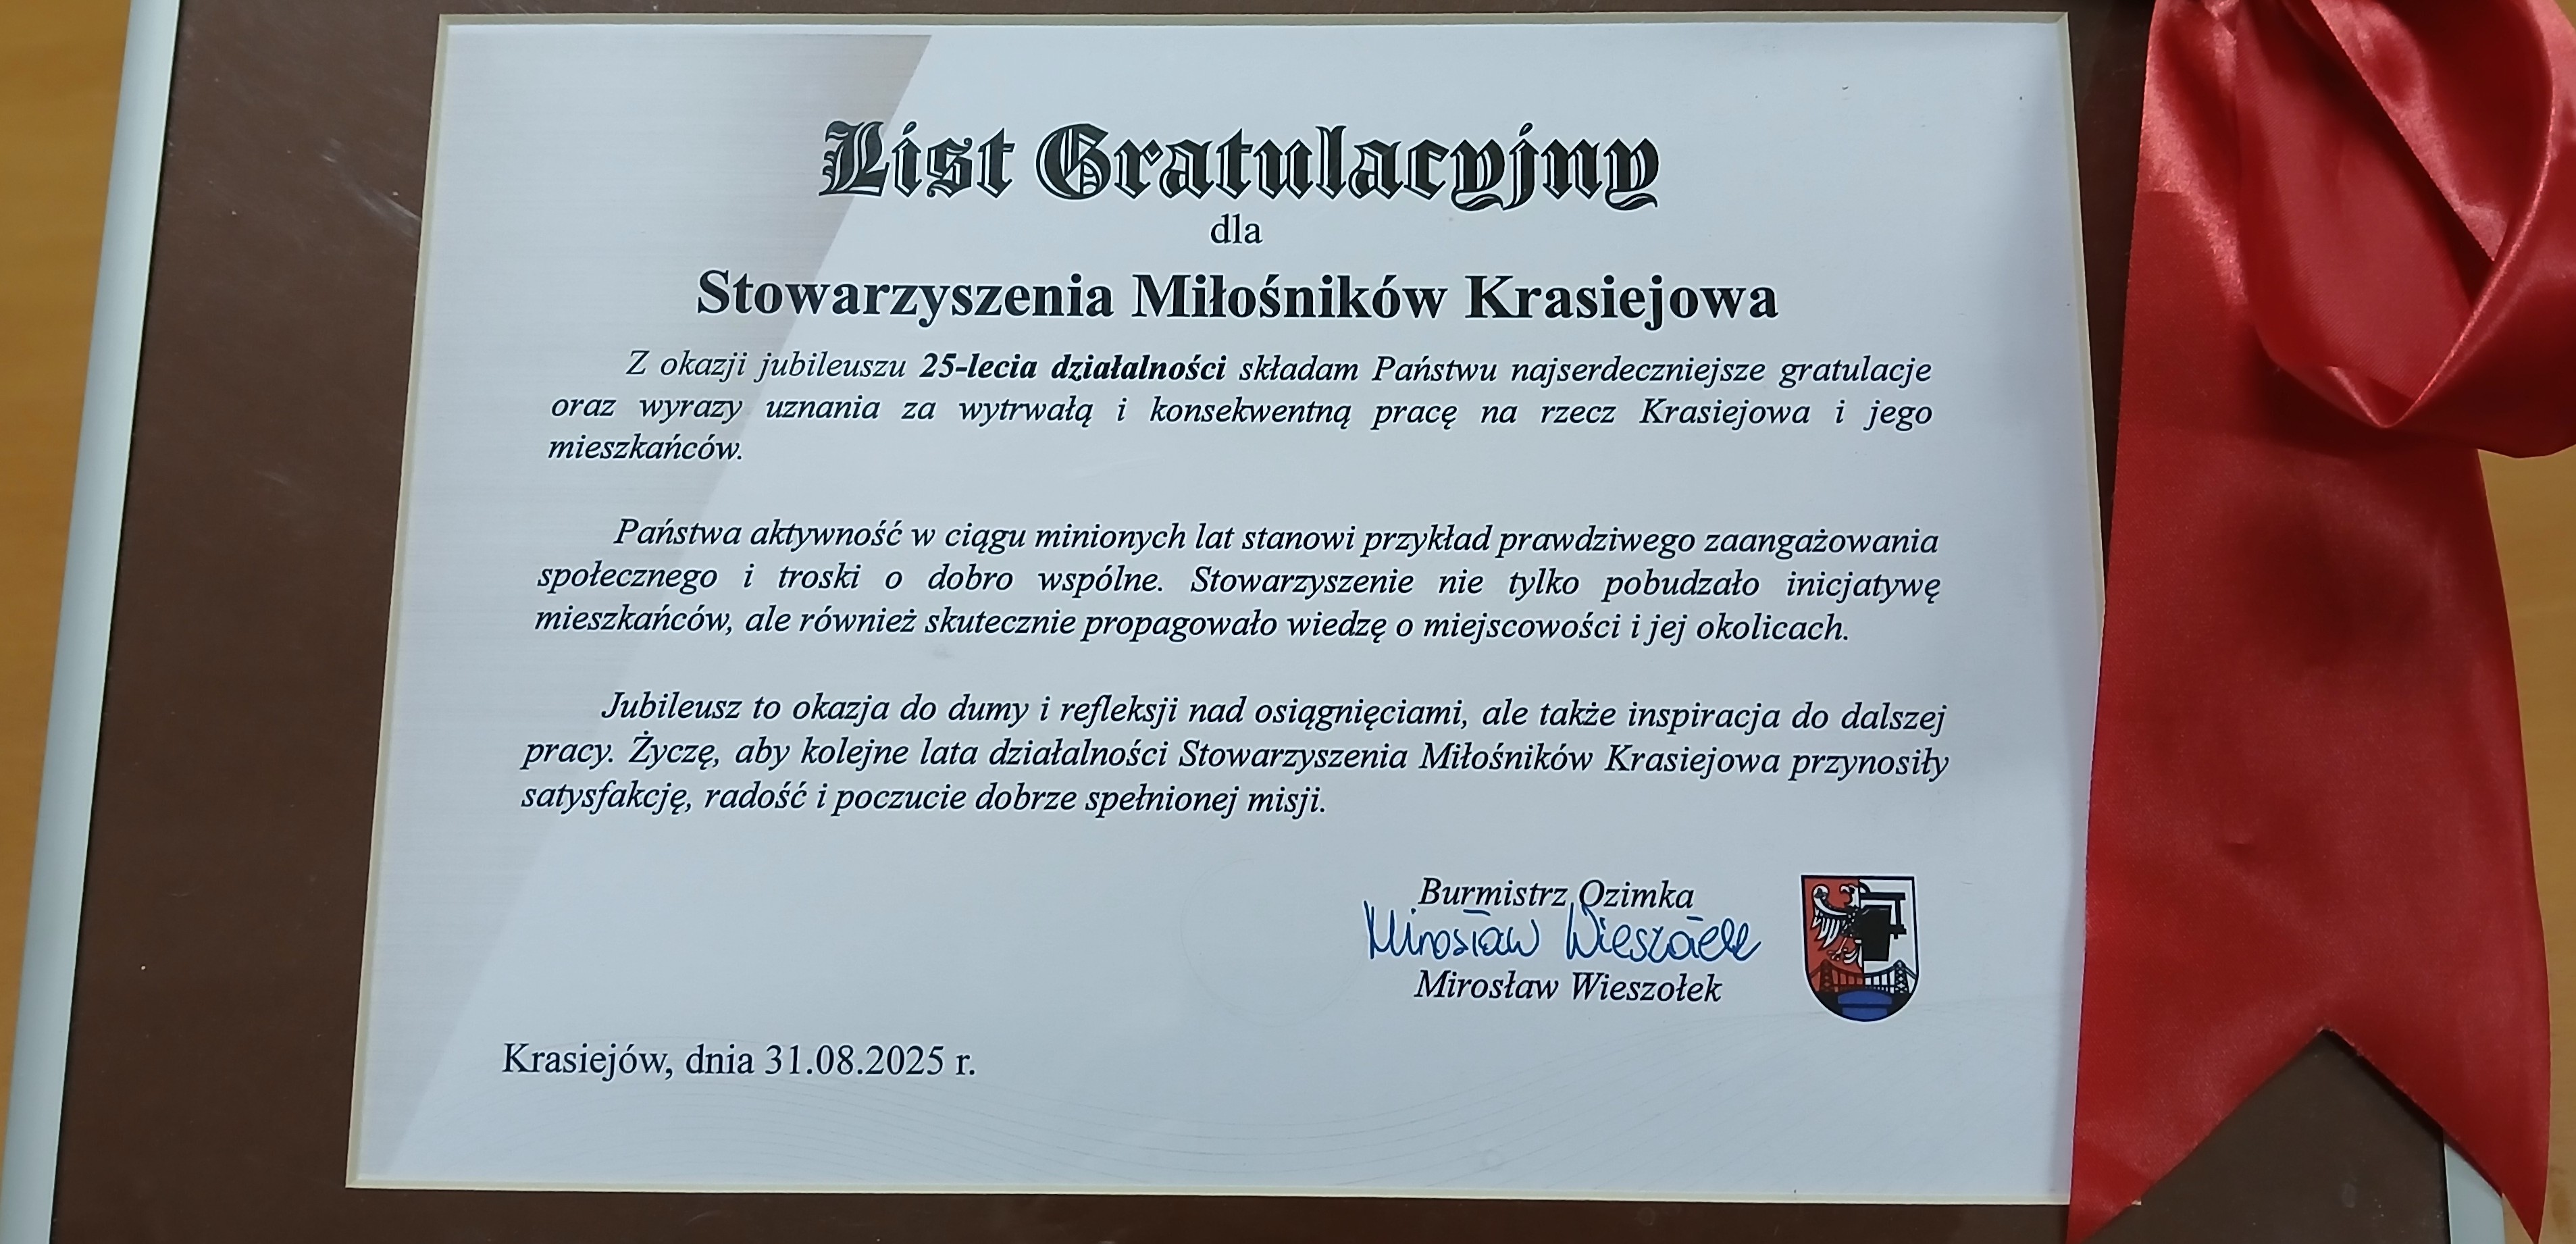 List Gratulacyjny
dla
Stowarzyszenia Miłośników Krasiejowa
Z okazji jubileuszu 25-lecia działalności składam Państwu najserdeczniejsze gratulacje
oraz wyrazy uznania za wytrwałą i konsekwentną pracę na rzecz Krasiejowa i jego
mieszkańców.
Państwa aktywność w ciągu minionych lat stanowi przykład prawdziwego zaangażowania
społecznego i troski o dobro wspólne. Stowarzyszenie nie tylko pobudzało inicjatywę
mieszkańców, ale również skutecznie propagowało wiedzę o miejscowości i jej okolicach.
Jubileusz to okazja do dumy i refleksji nad osiągnięciami, ale także inspiracja do dalszej
pracy. Życzę, aby kolejne lata działalności Stowarzyszenia Miłośników Krasiejowa przynosiły
satysfakcję, radość i poczucie dobrze spełnionej misji.
Burmistrz Ozimka
Mirosław Wieszołek
Mirosław Wieszołek
Krasiejów, dnia 31.08.2025 r.